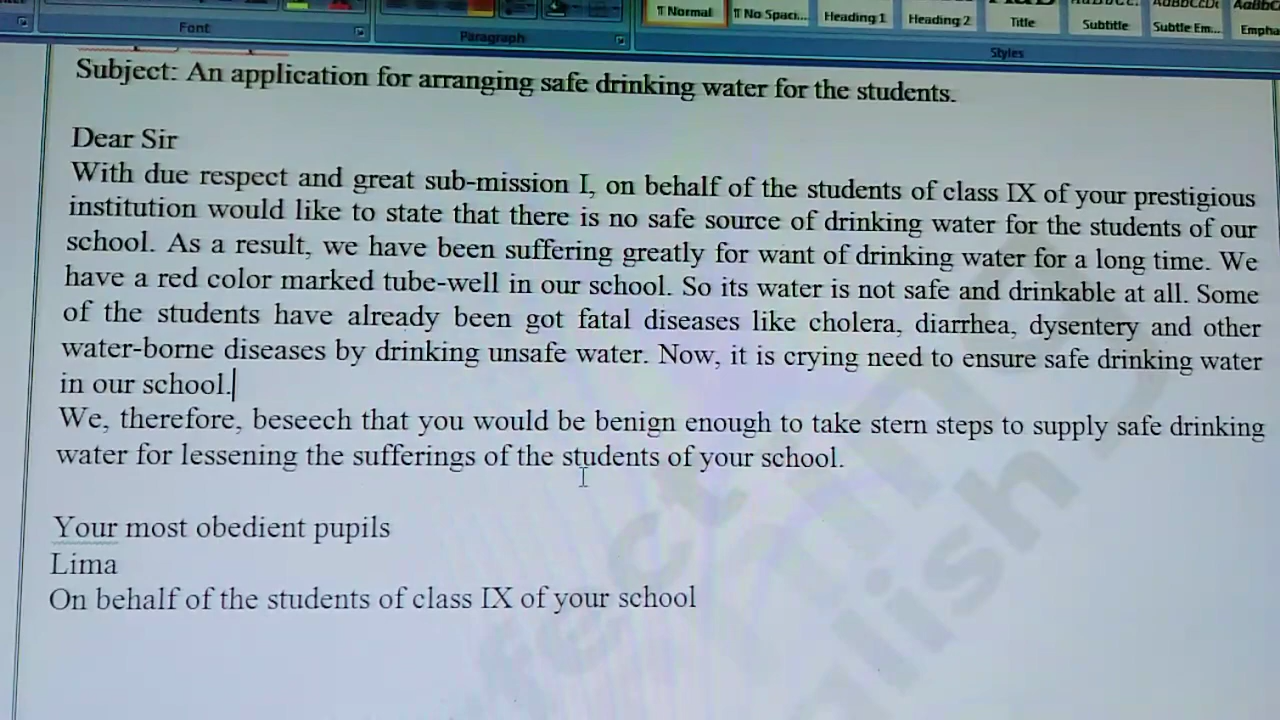 Font
Paragraph
Styles
¶ Normal
¶ No Spaci...
Heading 1
Heading 2
Title
Subtitle
Subtle Em...
Empha
Subject: An application for arranging safe drinking water for the students.
Dear Sir
With due respect and great sub-mission I, on behalf of the students of class IX of your prestigious
institution would like to state that there is no safe source of drinking water for the students of our
school. As a result, we have been suffering greatly for want of drinking water for a long time. We
have a red color marked tube-well in our school. So its water is not safe and drinkable at all. Some
of the students have already been got fatal diseases like cholera, diarrhea, dysentery and other
water-borne diseases by drinking unsafe water. Now, it is crying need to ensure safe drinking water
in our school.
We, therefore, beseech that you would be benign enough to take stern steps to supply safe drinking
water for lessening the sufferings of the students of your school.
Your most obedient pupils
Lima
On behalf of the students of class IX of your school